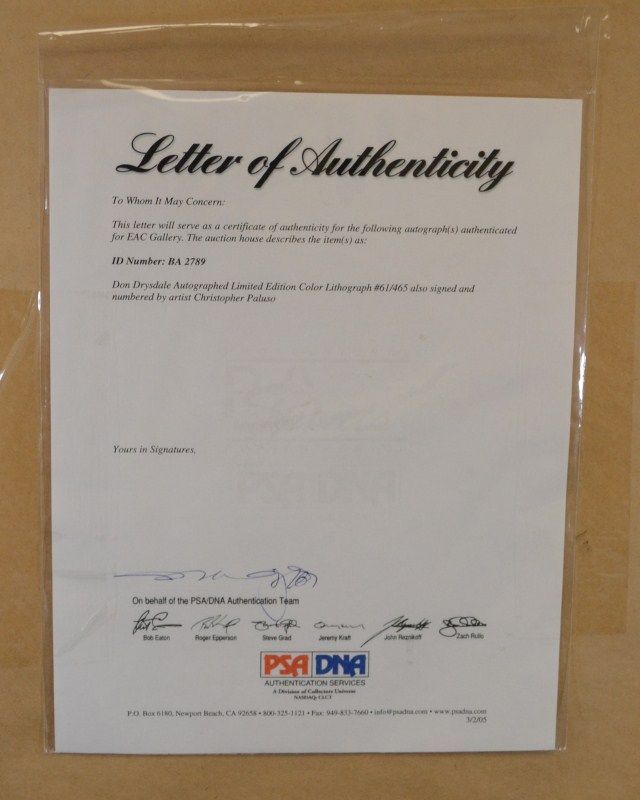 Letter of Authenticity
To Whom It May Concern:
This letter will serve as a certificate of authenticity for the following autograph(s) authenticated
for EAC Gallery. The auction house describes the item(s) as:
ID Number: BA 2789
Don Drysdale Autographed Limited Edition Color Lithograph #61/465 also signed and
numbered by artist Christopher Paluso
Yours in Signatures,
On behalf of the PSA/DNA Authentication Team
Bob Eaton Roger Epperson Steve Grad Jeremy Kraft John Reznikoff Zach Rullo
PSA DNA
AUTHENTICATION SERVICES
A Division of Collectors Universe
NASDAQ: CLCT
P.O. Box 6180, Newport Beach, CA 92658 • 800-325-1121 • Fax: 949-833-7660 • info@psadna.com • www.psadna.com
3/2/05